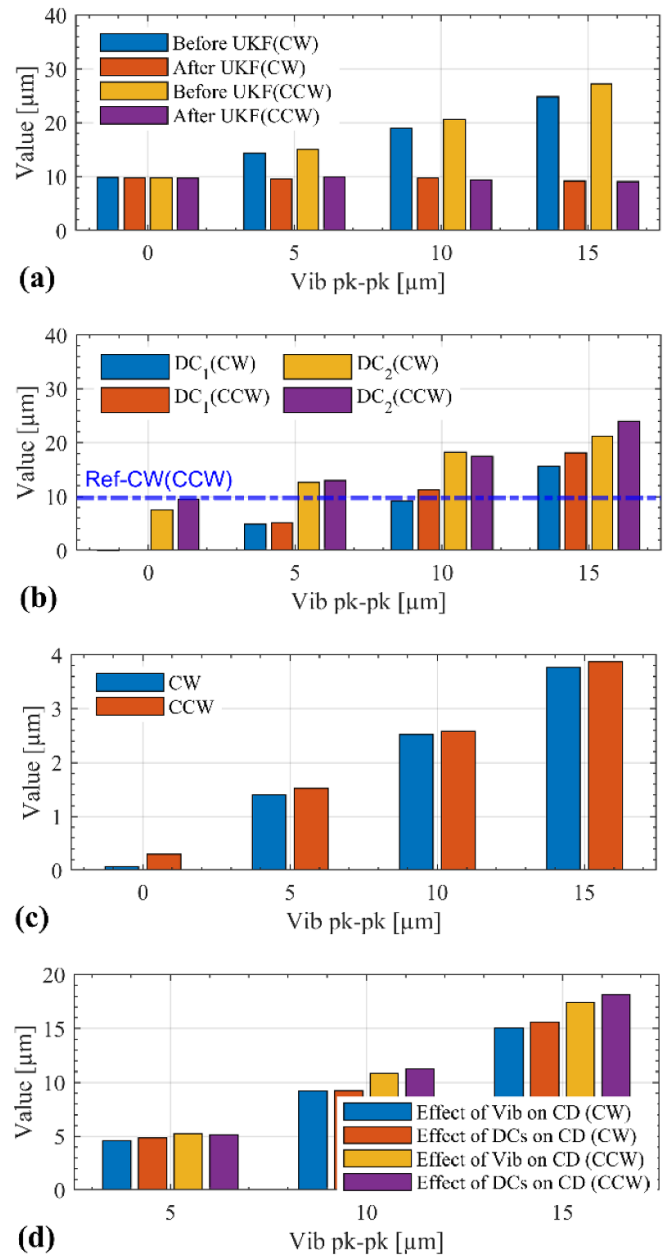 40
30
20
10
0
Value [µm]
Before UKF(CW)
After UKF(CW)
Before UKF(CCW)
After UKF(CCW)
0 5 10 15
Vib pk-pk [µm]
(a)
40
30
20
10
0
Value [µm]
DC1(CW) DC2(CW)
DC1(CCW) DC2(CCW)
Ref-CW(CCW)
0 5 10 15
Vib pk-pk [µm]
(b)
4
3
2
1
0
Value [µm]
CW
CCW
0 5 10 15
Vib pk-pk [µm]
(c)
20
15
10
5
0
Value [µm]
Effect of Vib on CD (CW)
Effect of DCs on CD (CW)
Effect of Vib on CD (CCW)
Effect of DCs on CD (CCW)
5 10 15
Vib pk-pk [µm]
(d)